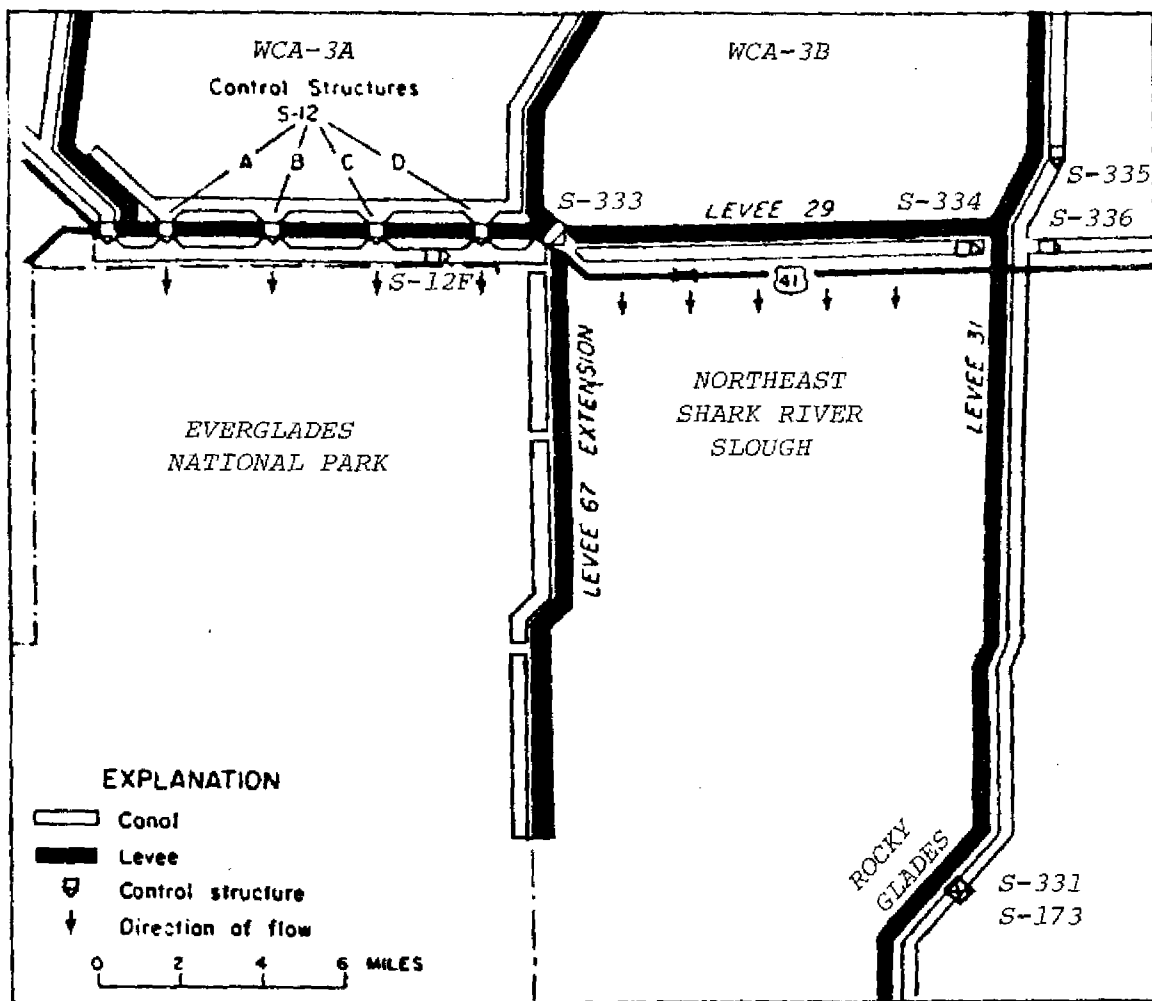 WCA-3A
WCA-3B
Control Structures
S-12
A B C D
S-335
S-333
LEVEE 29
S-334
S-336
S-12F
41
LEVEE 67 EXTENSION
LEVEE 31
NORTHEAST
SHARK RIVER
SLOUGH
EVERGLADES
NATIONAL PARK
ROCKY
GLADES
S-331
S-173
EXPLANATION
Canal
Levee
Control structure
Direction of flow
0 2 4 6 MILES